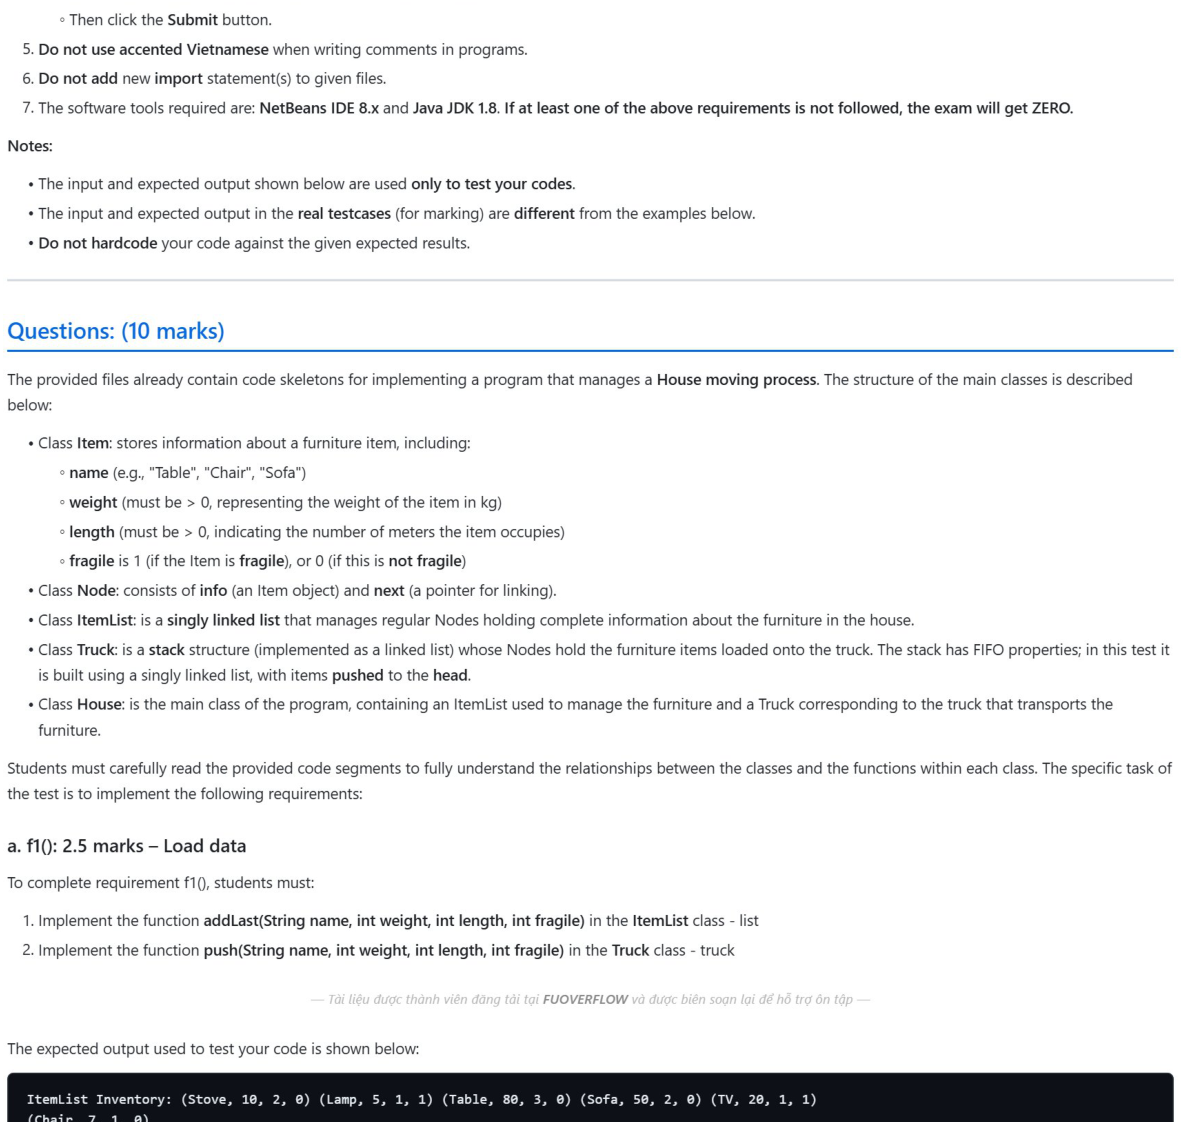 ◦ Then click the Submit button.
5. Do not use accented Vietnamese when writing comments in programs.
6. Do not add new import statement(s) to given files.
7. The software tools required are: NetBeans IDE 8.x and Java JDK 1.8. If at least one of the above requirements is not followed, the exam will get ZERO.
Notes:
• The input and expected output shown below are used only to test your codes.
• The input and expected output in the real testcases (for marking) are different from the examples below.
• Do not hardcode your code against the given expected results.
Questions: (10 marks)
The provided files already contain code skeletons for implementing a program that manages a House moving process. The structure of the main classes is described
below:
• Class Item: stores information about a furniture item, including:
◦ name (e.g., "Table", "Chair", "Sofa")
◦ weight (must be > 0, representing the weight of the item in kg)
◦ length (must be > 0, indicating the number of meters the item occupies)
◦ fragile is 1 (if the Item is fragile), or 0 (if this is not fragile)
• Class Node: consists of info (an Item object) and next (a pointer for linking).
• Class ItemList: is a singly linked list that manages regular Nodes holding complete information about the furniture in the house.
• Class Truck: is a stack structure (implemented as a linked list) whose Nodes hold the furniture items loaded onto the truck. The stack has FIFO properties; in this test it
is built using a singly linked list, with items pushed to the head.
• Class House: is the main class of the program, containing an ItemList used to manage the furniture and a Truck corresponding to the truck that transports the
furniture.
Students must carefully read the provided code segments to fully understand the relationships between the classes and the functions within each class. The specific task of
the test is to implement the following requirements:
a. f1(): 2.5 marks – Load data
To complete requirement f1(), students must:
1. Implement the function addLast(String name, int weight, int length, int fragile) in the ItemList class - list
2. Implement the function push(String name, int weight, int length, int fragile) in the Truck class - truck
— Tài liệu được thành viên đăng tải tại FUOVERFLOW và được biên soạn lại để hỗ trợ ôn tập —
The expected output used to test your code is shown below:
ItemList Inventory: (Stove, 10, 2, 0) (Lamp, 5, 1, 1) (Table, 80, 3, 0) (Sofa, 50, 2, 0) (TV, 20, 1, 1)
(Chair, 7, 1, 0)